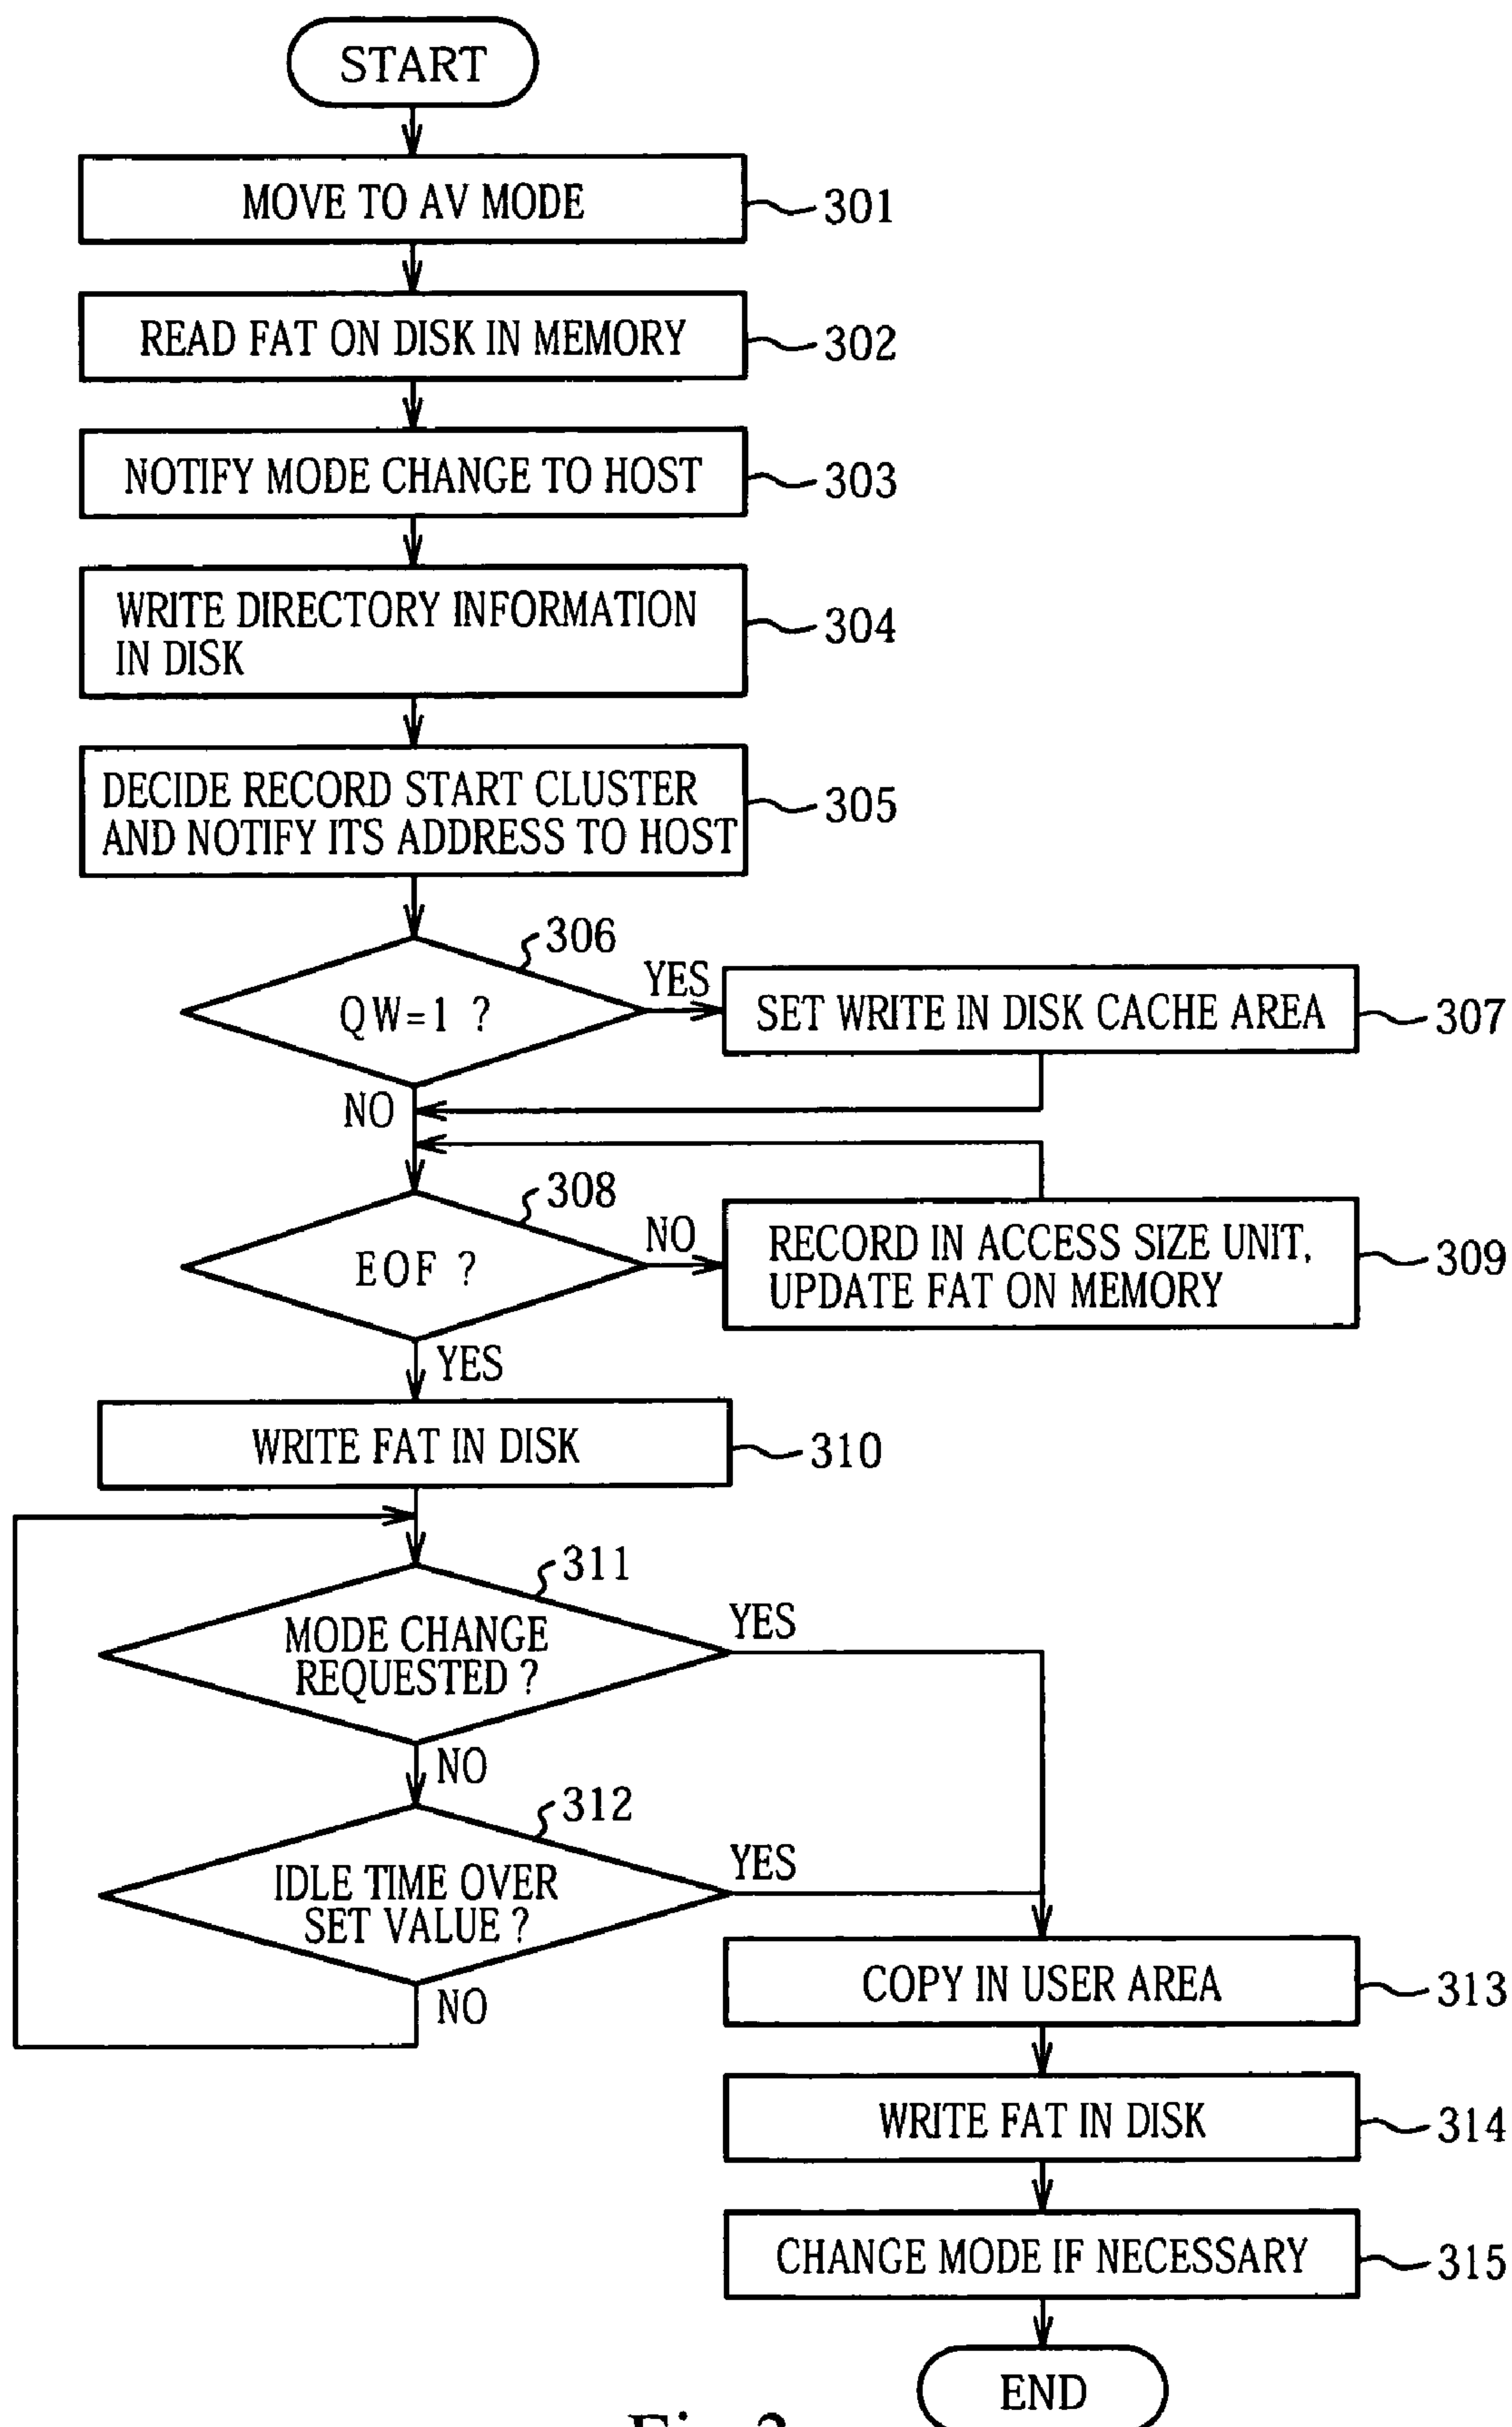 START
MOVE TO AV MODE
301
READ FAT ON DISK IN MEMORY
302
NOTIFY MODE CHANGE TO HOST
303
WRITE DIRECTORY INFORMATION
IN DISK
304
DECIDE RECORD START CLUSTER
AND NOTIFY ITS ADDRESS TO HOST
305
306
QW=1 ?
YES
SET WRITE IN DISK CACHE AREA
307
NO
308
EOF ?
NO
RECORD IN ACCESS SIZE UNIT,
UPDATE FAT ON MEMORY
309
YES
WRITE FAT IN DISK
310
311
MODE CHANGE
REQUESTED ?
YES
NO
312
IDLE TIME OVER
SET VALUE ?
YES
NO
COPY IN USER AREA
313
WRITE FAT IN DISK
314
CHANGE MODE IF NECESSARY
315
END